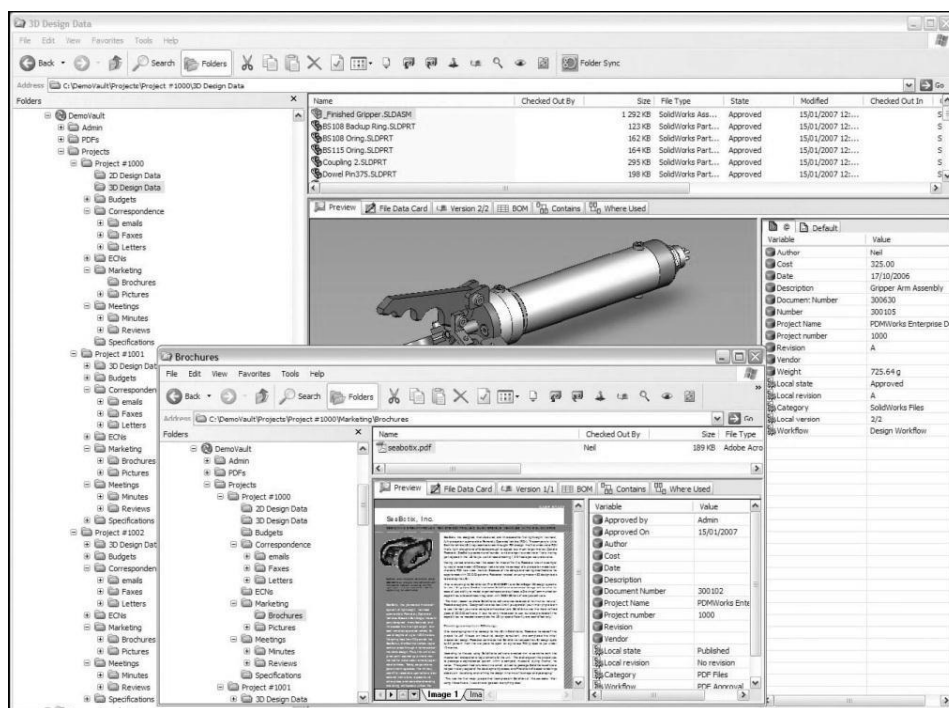 3D Design Data
File Edit View Favorites Tools Help
Back Search Folders Folder Sync
Address C:\DemoVault\Projects\Project #1000\3D Design Data Go
Folders
DemoVault
Admin
PDFs
Projects
Project #1000
2D Design Data
3D Design Data
Budgets
Correspondence
emails
Faxes
Letters
ECNs
Marketing
Brochures
Pictures
Meetings
Minutes
Reviews
Specifications
Project #1001
3D Design Dat
Budgets
Corresponden
emails
Faxes
Letters
ECNs
Marketing
Brochures
Pictures
Meetings
Minutes
Reviews
Specifications
Project #1002
3D Design Dat
Budgets
Corresponden
emails
Faxes
Letters
ECNs
Marketing
Brochures
Pictures
Meetings
Minutes
Reviews
Specifications
Name Checked Out By Size File Type State Modified Checked Out In
_Finished Gripper.SLDASM 1 292 KB SolidWorks Ass... Approved 15/01/2007 12:... S
BS108 Backup Ring.SLDPRT 123 KB SolidWorks Part... Approved 15/01/2007 12:... S
BS108 Oring.SLDPRT 162 KB SolidWorks Part... Approved 15/01/2007 12:... S
BS115 Oring.SLDPRT 164 KB SolidWorks Part... Approved 15/01/2007 12:... S
Coupling 2.SLDPRT 295 KB SolidWorks Part... Approved 15/01/2007 12:... S
Dowel Pin375.SLDPRT 198 KB SolidWorks Part... Approved 15/01/2007 12:... S
Preview File Data Card Version 2/2 BOM Contains Where Used
Default
Variable Value
Author Neil
Cost 325.00
Date 17/10/2006
Description Gripper Arm Assembly
Document Number 300630
Number 300105
Project Name PDMWorks Enterprise D
Project number 1000
Revision A
Vendor
Weight 725.64 g
Local state Approved
Local revision A
Category SolidWorks Files
Local version 2/2
Workflow Design Workflow
Brochures
File Edit View Favorites Tools Help
Back Search Folders
Address C:\DemoVault\Projects\Project #1000\Marketing\Brochures Go
Folders
DemoVault
Admin
PDFs
Projects
Project #1000
2D Design Data
3D Design Data
Budgets
Correspondence
emails
Faxes
Letters
ECNs
Marketing
Brochures
Pictures
Meetings
Minutes
Reviews
Specifications
Project #1001
3D Design Data
Name Checked Out By Size File Type
seabotix.pdf Neil 189 KB Adobe Acro
Preview File Data Card Version 1/1 BOM Contains Where Used
SeaBotix, Inc.
Image 1 Ima
Variable Value
Approved by Admin
Approved On 15/01/2007
Author
Cost
Date
Description
Document Number 300102
Project Name PDMWorks Ente
Project number 1000
Revision
Vendor
Local state Published
Local revision No revision
Category PDF Files
Workflow PDF Approval